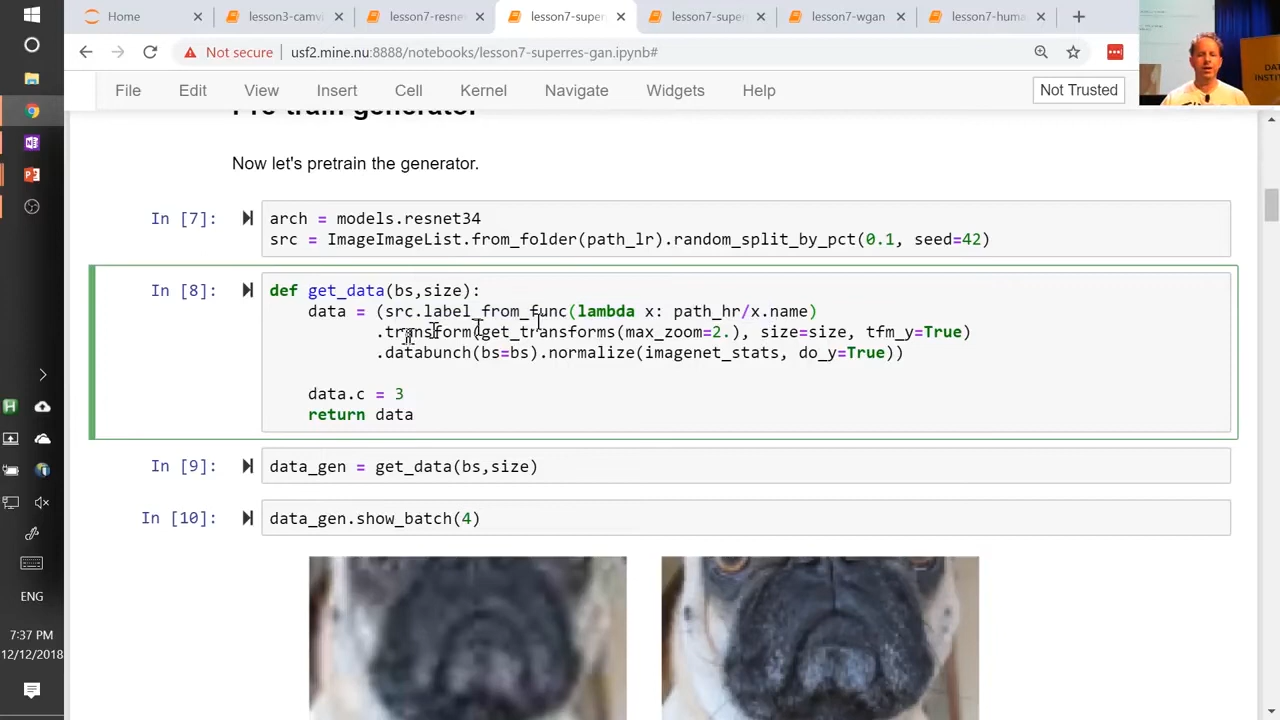 Home
lesson3-camvi
lesson7-resne
lesson7-super
lesson7-supe
lesson7-wgan
lesson7-huma
Not secure
usf2.mine.nu:8888/notebooks/lesson7-superres-gan.ipynb#
File Edit View Insert Cell Kernel Navigate Widgets Help
Not Trusted
Pre-train generator
Now let's pretrain the generator.
In [7]:
arch = models.resnet34
src = ImageImageList.from_folder(path_lr).random_split_by_pct(0.1, seed=42)
In [8]:
def get_data(bs,size):
data = (src.label_from_func(lambda x: path_hr/x.name)
.transform(get_transforms(max_zoom=2.), size=size, tfm_y=True)
.databunch(bs=bs).normalize(imagenet_stats, do_y=True))
data.c = 3
return data
In [9]:
data_gen = get_data(bs,size)
In [10]:
data_gen.show_batch(4)
ENG
7:37 PM
12/12/2018